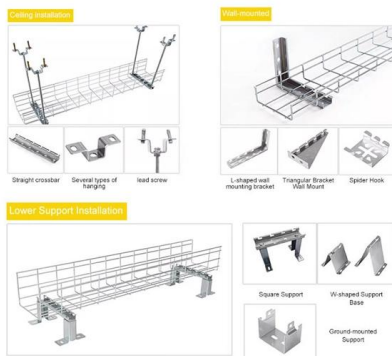 Ceiling installation
Wall-mounted
Straight crossbar
Several types of
hanging
lead screw
L-shaped wall
mounting bracket
Triangular Bracket
Wall Mount
Spider Hook
Lower Support Installation
Square Support
W-shaped Support
Base
Ground-mounted
Support